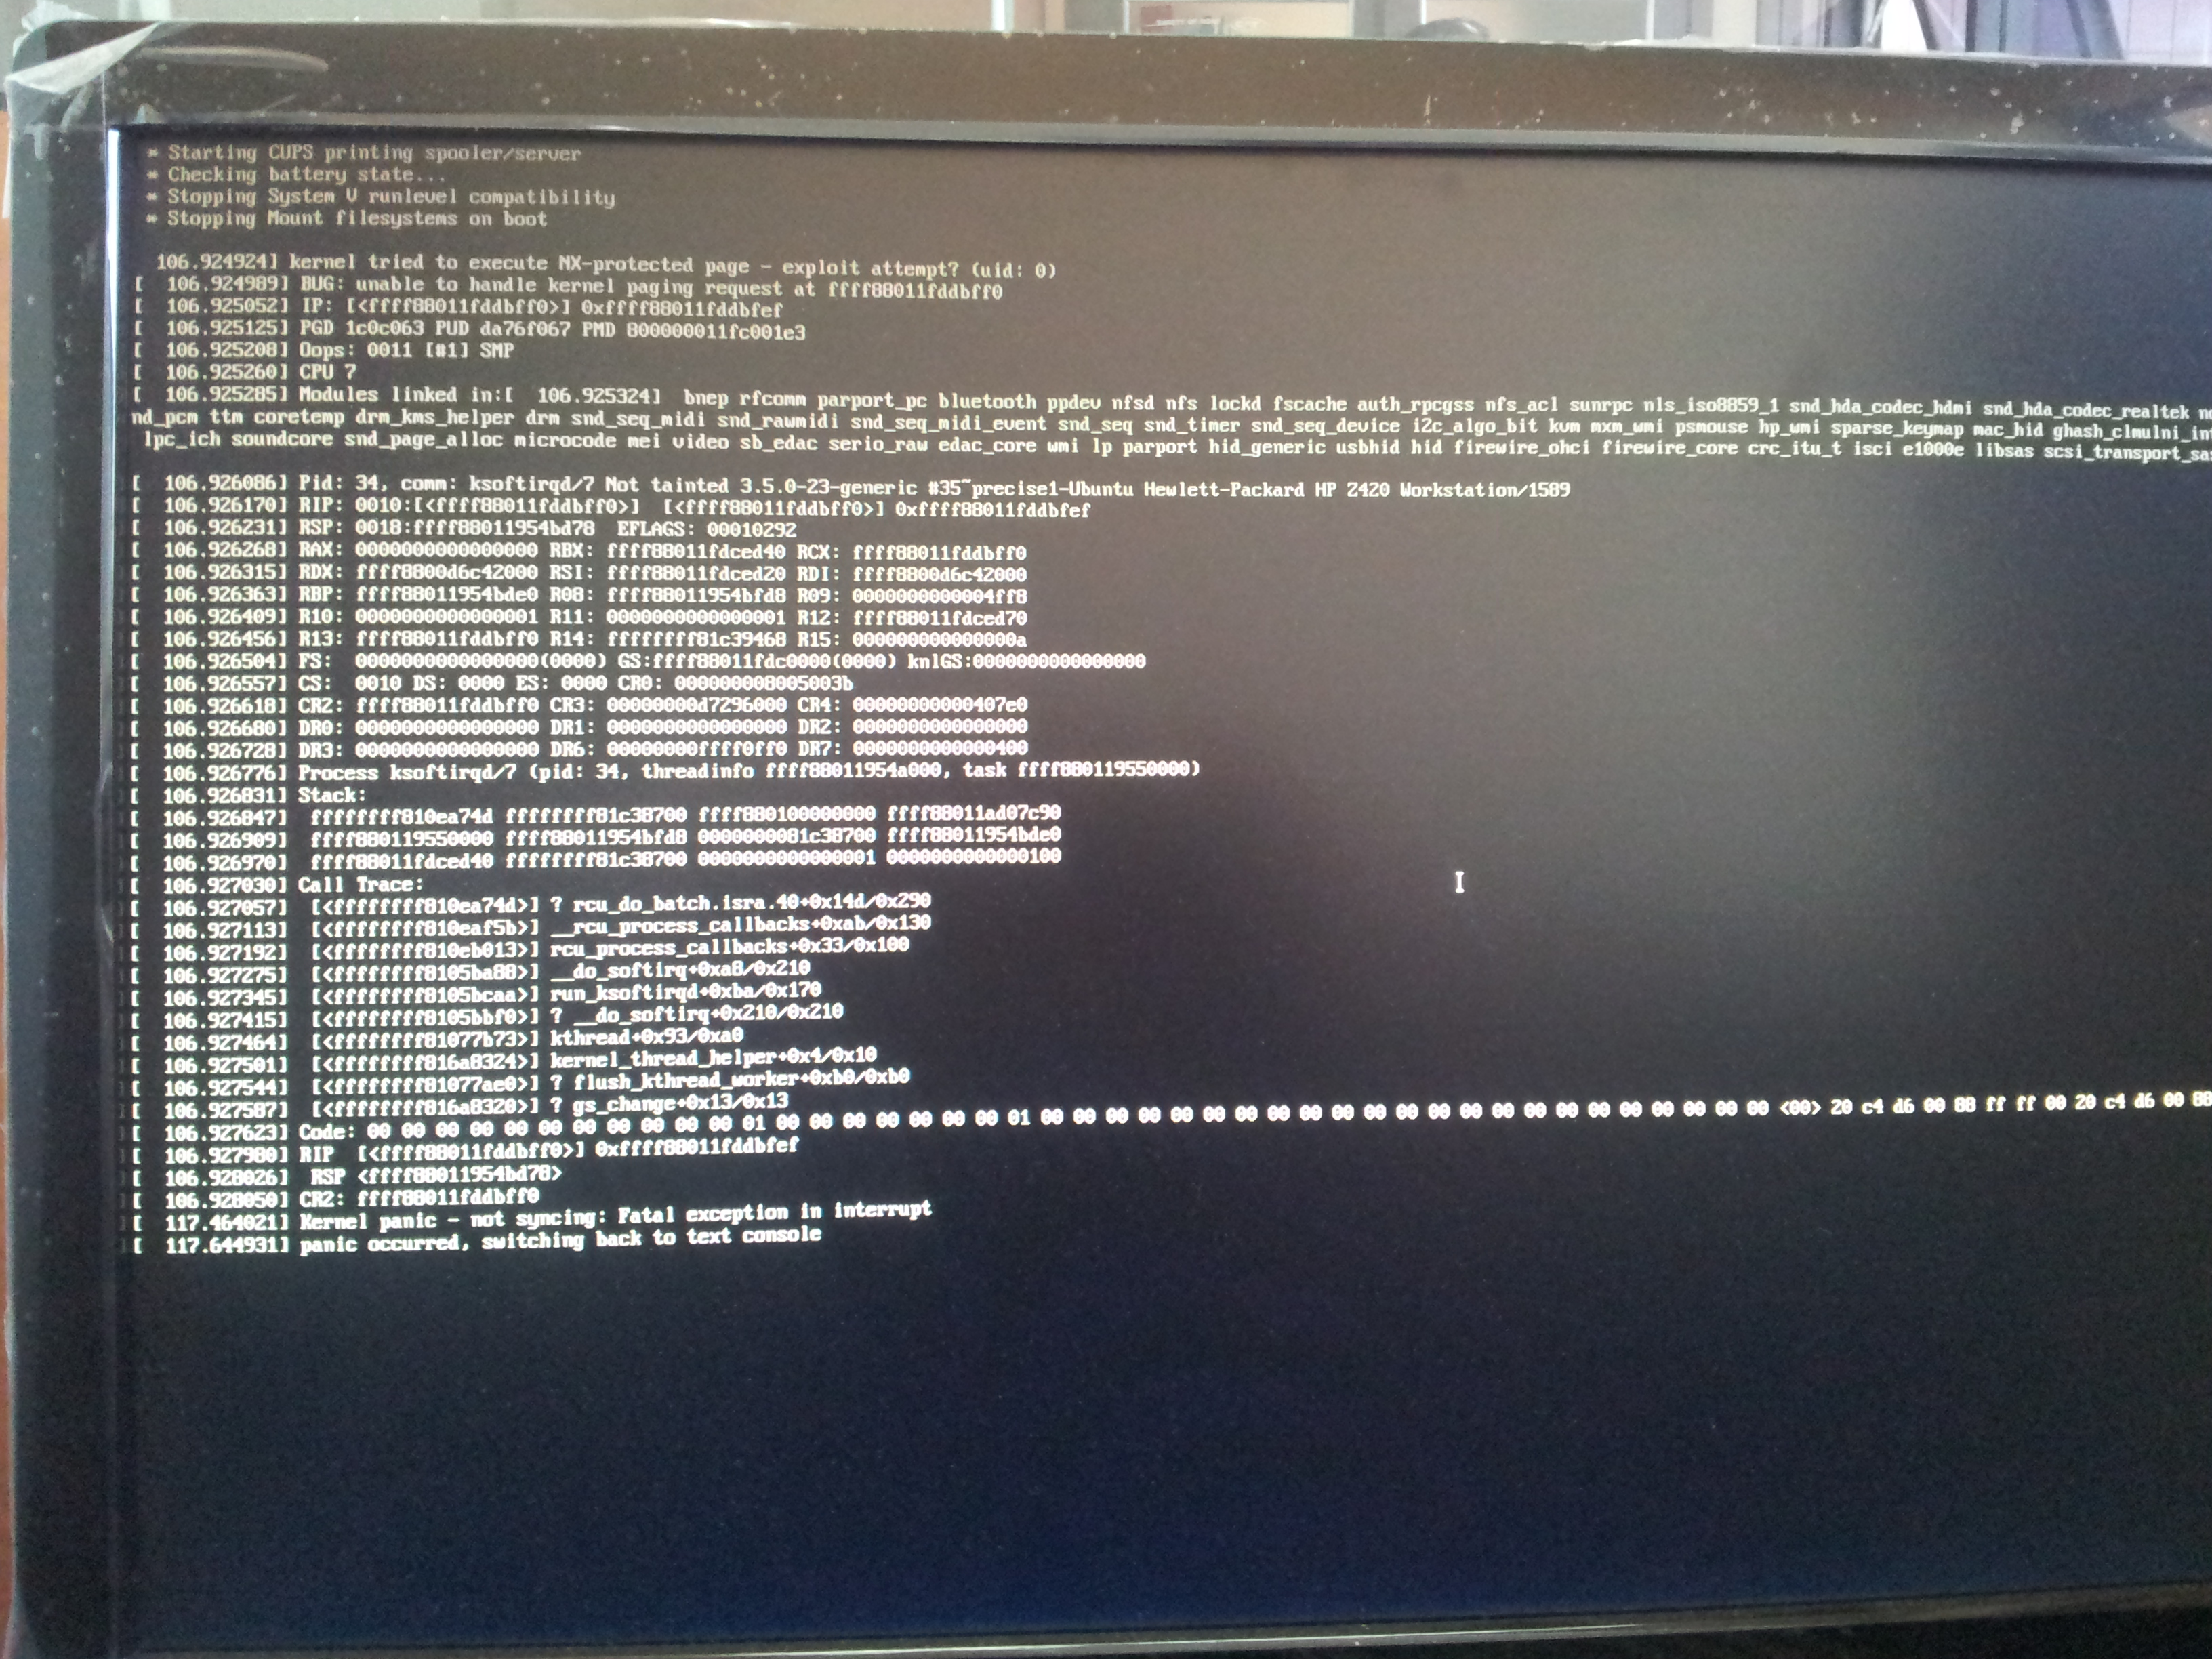 * Starting CUPS printing spooler/server
* Checking battery state...
* Stopping System V runlevel compatibility
* Stopping Mount filesystems on boot
106.924924] kernel tried to execute NX-protected page - exploit attempt? (uid: 0)
[  106.924989] BUG: unable to handle kernel paging request at ffff88011fddbff0
[  106.925052] IP: [<ffff88011fddbff0>] 0xffff88011fddbfef
[  106.925125] PGD 1c0c063 PUD da76f067 PMD 800000011fc001e3
[  106.925208] Oops: 0011 [#1] SMP
[  106.925260] CPU 7
[  106.925285] Modules linked in:[  106.925324]  bnep rfcomm parport_pc bluetooth ppdev nfsd nfs lockd fscache auth_rpcgss nfs_acl sunrpc nls_iso8859_1 snd_hda_codec_hdmi snd_hda_codec_realtek
nd_pcm ttm coretemp drm_kms_helper drm snd_seq_midi snd_rawmidi snd_seq_midi_event snd_seq snd_timer snd_seq_device i2c_algo_bit kvm mxm_wmi psmouse hp_wmi sparse_keymap mac_hid ghash_clmulni_in
lpc_ich soundcore snd_page_alloc microcode mei video sb_edac serio_raw edac_core wmi lp parport hid_generic usbhid hid firewire_ohci firewire_core crc_itu_t isci e1000e libsas scsi_transport_sa
[  106.926086] Pid: 34, comm: ksoftirqd/7 Not tainted 3.5.0-23-generic #35~precise1-Ubuntu Hewlett-Packard HP Z420 Workstation/1589
[  106.926170] RIP: 0010:[<ffff88011fddbff0>]  [<ffff88011fddbff0>] 0xffff88011fddbfef
[  106.926231] RSP: 0018:ffff88011954bd78  EFLAGS: 00010292
[  106.926268] RAX: 0000000000000000 RBX: ffff88011fdced40 RCX: ffff88011fddbff0
[  106.926315] RDX: ffff8800d6c42000 RSI: ffff88011fdced20 RDI: ffff8800d6c42000
[  106.926363] RBP: ffff88011954bde0 R08: ffff88011954bfd8 R09: 0000000000004ff8
[  106.926409] R10: 0000000000000001 R11: 0000000000000001 R12: ffff88011fdced70
[  106.926456] R13: ffff88011fddbff0 R14: ffffffff81c39468 R15: 000000000000000a
[  106.926504] FS:  0000000000000000(0000) GS:ffff88011fdc0000(0000) knlGS:0000000000000000
[  106.926557] CS:  0010 DS: 0000 ES: 0000 CR0: 000000008005003b
[  106.926618] CR2: ffff88011fddbff0 CR3: 00000000d7296000 CR4: 00000000000407e0
[  106.926680] DR0: 0000000000000000 DR1: 0000000000000000 DR2: 0000000000000000
[  106.926728] DR3: 0000000000000000 DR6: 00000000ffff0ff0 DR7: 0000000000000400
[  106.926776] Process ksoftirqd/7 (pid: 34, threadinfo ffff88011954a000, task ffff880119550000)
[  106.926831] Stack:
[  106.926847]  ffffffff810ea74d ffffffff81c38700 ffff880100000000 ffff88011ad07c90
[  106.926909]  ffff880119550000 ffff88011954bfd8 0000000081c38700 ffff88011954bde0
[  106.926970]  ffff88011fdced40 ffffffff81c38700 0000000000000001 0000000000000100
[  106.927030] Call Trace:
[  106.927057]  [<ffffffff810ea74d>] ? rcu_do_batch.isra.40+0x14d/0x290
[  106.927113]  [<ffffffff810eaf5b>] __rcu_process_callbacks+0xab/0x130
[  106.927192]  [<ffffffff810eb013>] rcu_process_callbacks+0x33/0x100
[  106.927275]  [<ffffffff8105ba88>] __do_softirq+0xa8/0x210
[  106.927345]  [<ffffffff8105bcaa>] run_ksoftirqd+0xba/0x170
[  106.927415]  [<ffffffff8105bbf0>] ? __do_softirq+0x210/0x210
[  106.927464]  [<ffffffff81077b73>] kthread+0x93/0xa0
[  106.927501]  [<ffffffff816a8324>] kernel_thread_helper+0x4/0x10
[  106.927544]  [<ffffffff81077ae0>] ? flush_kthread_worker+0xb0/0xb0
[  106.927587]  [<ffffffff816a8320>] ? gs_change+0x13/0x13
[  106.927623] Code: 00 00 00 00 00 00 00 00 00 00 00 01 00 00 00 00 00 00 00 01 00 00 00 00 00 00 00 00 00 00 00 00 00 00 00 00 00 00 00 00 00 00 00 <00> 20 c4 d6 00 88 ff ff 00 20 c4 d6 00 88
[  106.927980] RIP  [<ffff88011fddbff0>] 0xffff88011fddbfef
[  106.928026]  RSP <ffff88011954bd78>
[  106.928050] CR2: ffff88011fddbff0
[  117.464021] Kernel panic - not syncing: Fatal exception in interrupt
[  117.644931] panic occurred, switching back to text console